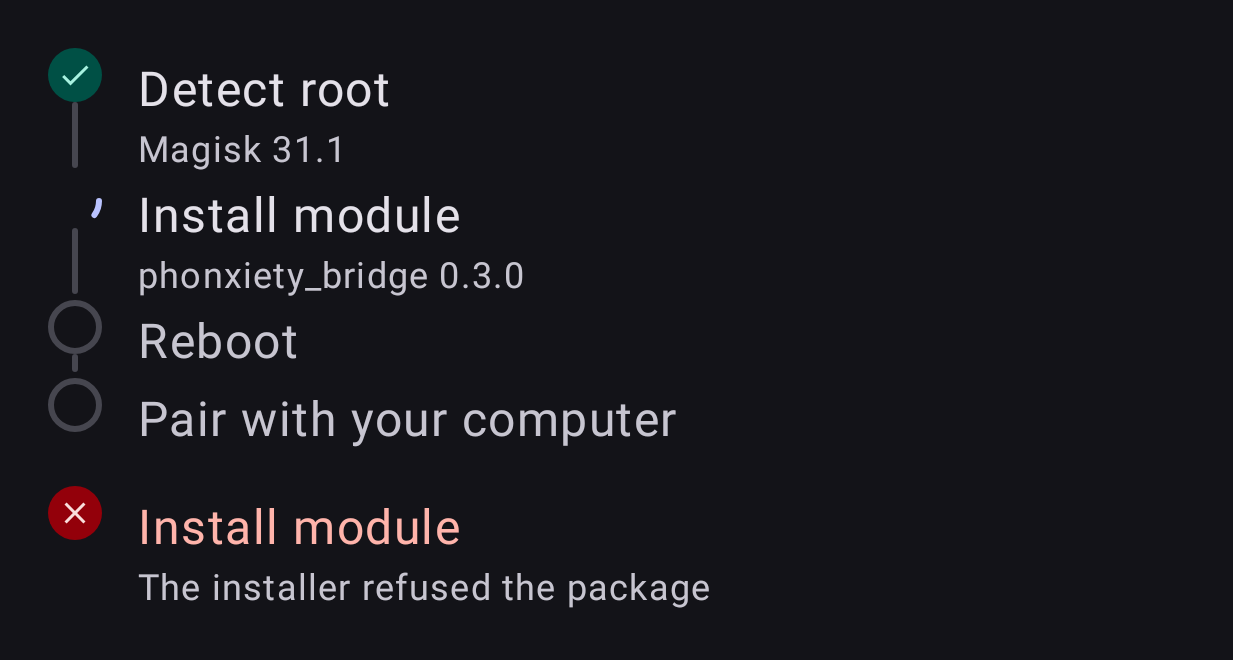 Detect root
Magisk 31.1
Install module
phonxiety_bridge 0.3.0
Reboot
Pair with your computer
Install module
The installer refused the package